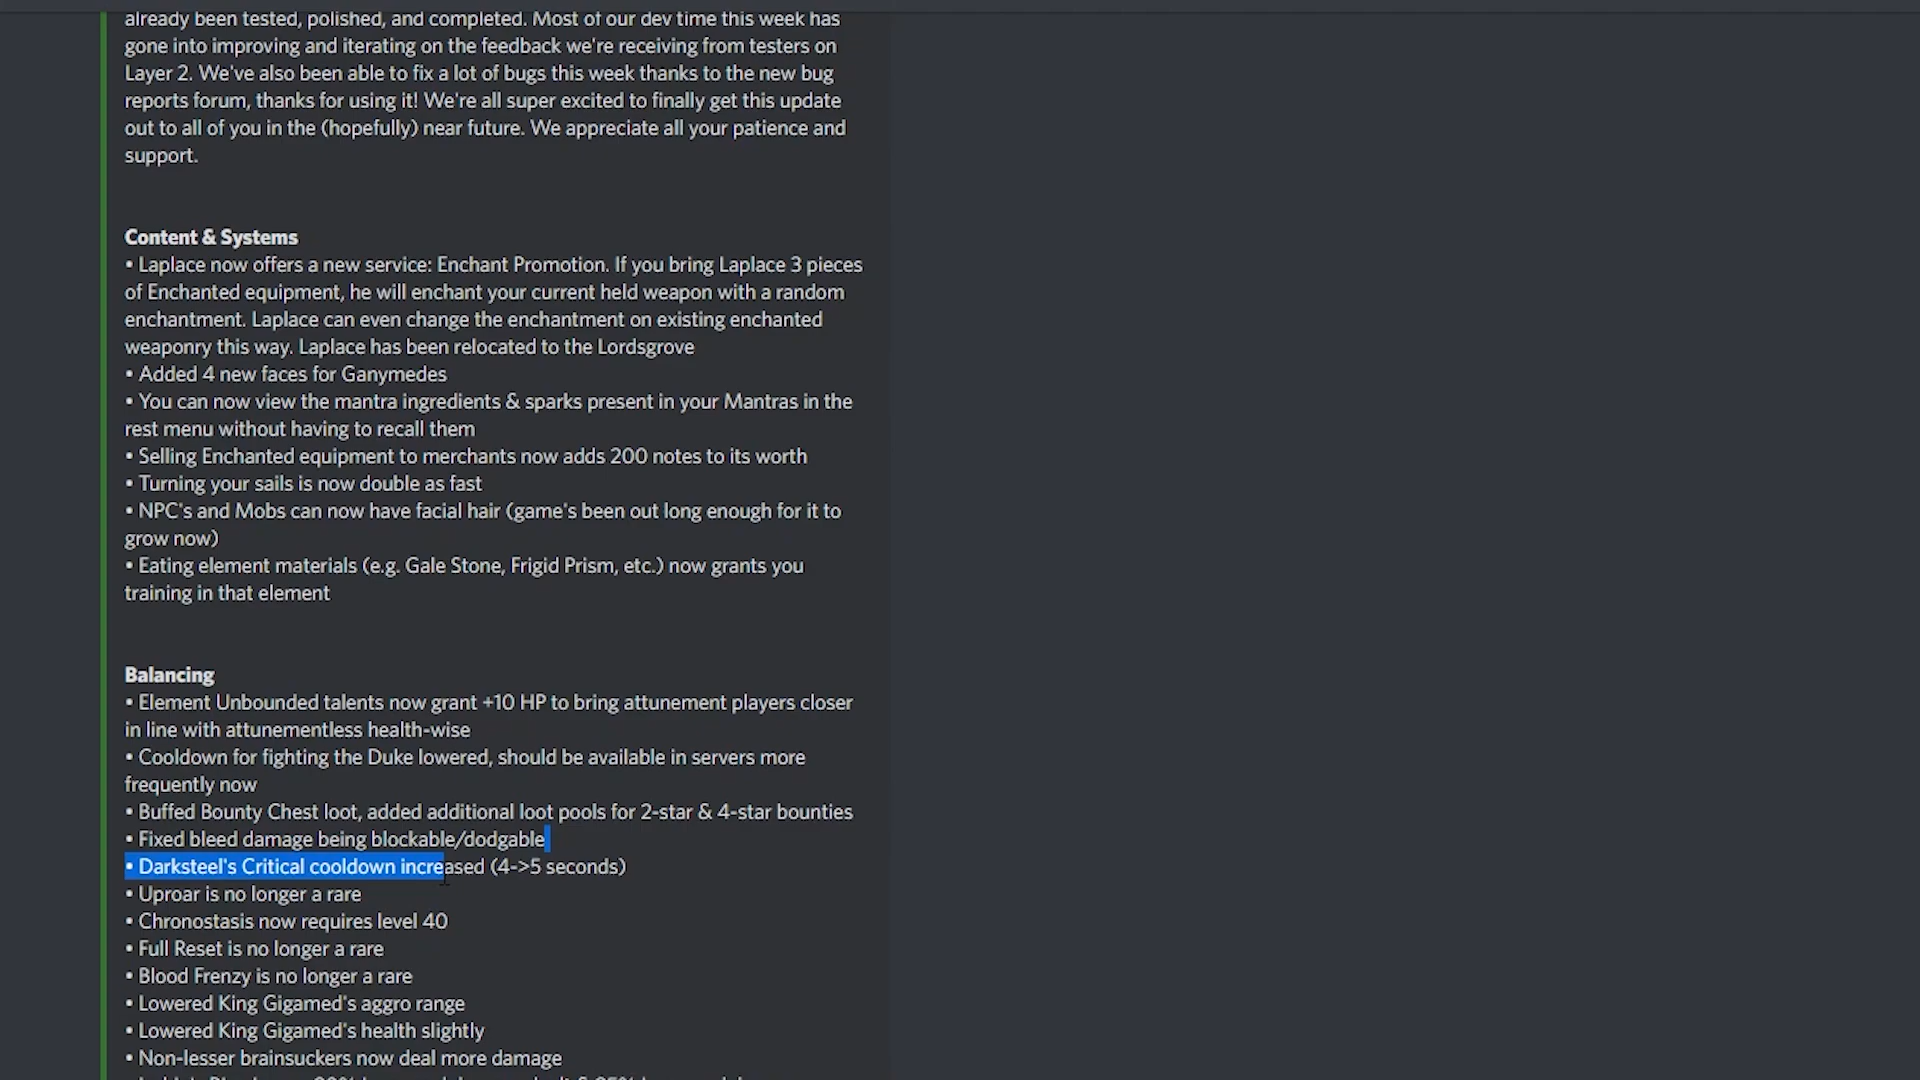 already been tested, polished, and completed. Most of our dev time this week has
gone into improving and iterating on the feedback we're receiving from testers on
Layer 2. We've also been able to fix a lot of bugs this week thanks to the new bug
reports forum, thanks for using it! We're all super excited to finally get this update
out to all of you in the (hopefully) near future. We appreciate all your patience and
support.
Content & Systems
• Laplace now offers a new service: Enchant Promotion. If you bring Laplace 3 pieces
of Enchanted equipment, he will enchant your current held weapon with a random
enchantment. Laplace can even change the enchantment on existing enchanted
weaponry this way. Laplace has been relocated to the Lordsgrove
• Added 4 new faces for Ganymedes
• You can now view the mantra ingredients & sparks present in your Mantras in the
rest menu without having to recall them
• Selling Enchanted equipment to merchants now adds 200 notes to its worth
• Turning your sails is now double as fast
• NPC's and Mobs can now have facial hair (game's been out long enough for it to
grow now)
• Eating element materials (e.g. Gale Stone, Frigid Prism, etc.) now grants you
training in that element
Balancing
• Element Unbounded talents now grant +10 HP to bring attunement players closer
in line with attunementless health-wise
• Cooldown for fighting the Duke lowered, should be available in servers more
frequently now
• Buffed Bounty Chest loot, added additional loot pools for 2-star & 4-star bounties
• Fixed bleed damage being blockable/dodgable
• Darksteel's Critical cooldown increased (4->5 seconds)
• Uproar is no longer a rare
• Chronostasis now requires level 40
• Full Reset is no longer a rare
• Blood Frenzy is no longer a rare
• Lowered King Gigamed's aggro range
• Lowered King Gigamed's health slightly
• Non-lesser brainsuckers now deal more damage